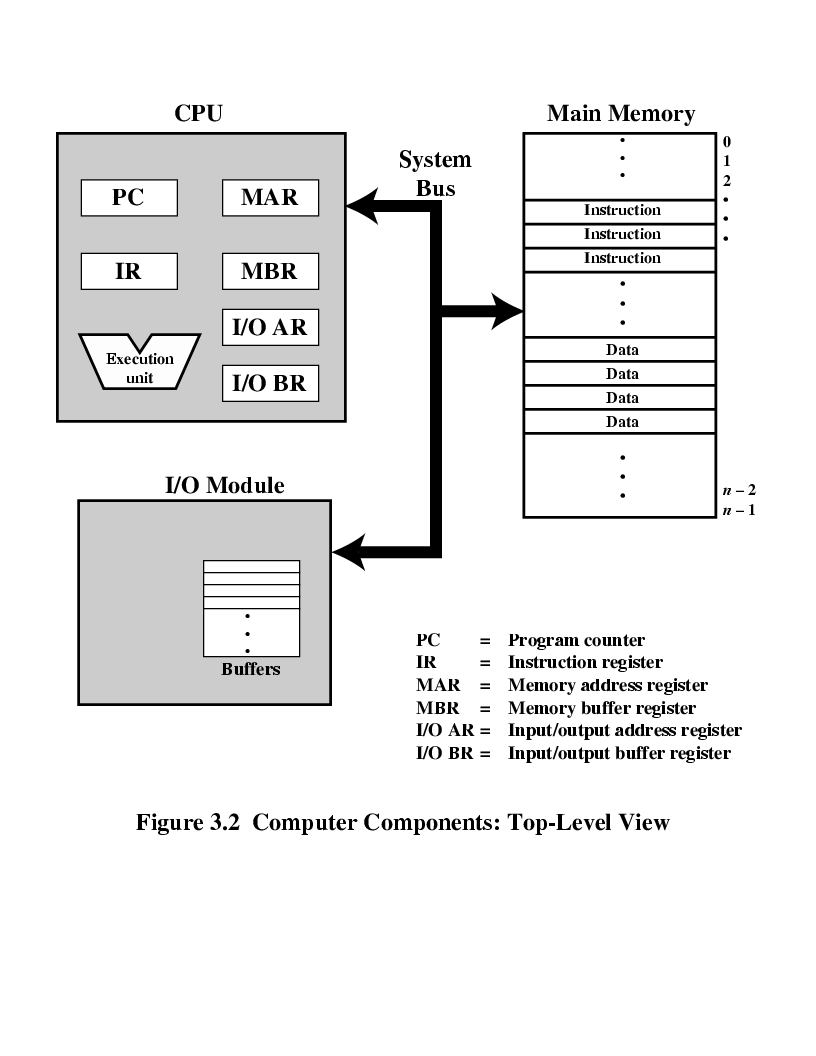 CPU
System
Bus
PC
MAR
IR
MBR
I/O AR
I/O BR
Execution
unit
Main Memory
0
1
2
Instruction
Instruction
Instruction
Data
Data
Data
Data
n – 2
n – 1
I/O Module
Buffers
PC = Program counter
IR = Instruction register
MAR = Memory address register
MBR = Memory buffer register
I/O AR = Input/output address register
I/O BR = Input/output buffer register
Figure 3.2 Computer Components: Top-Level View